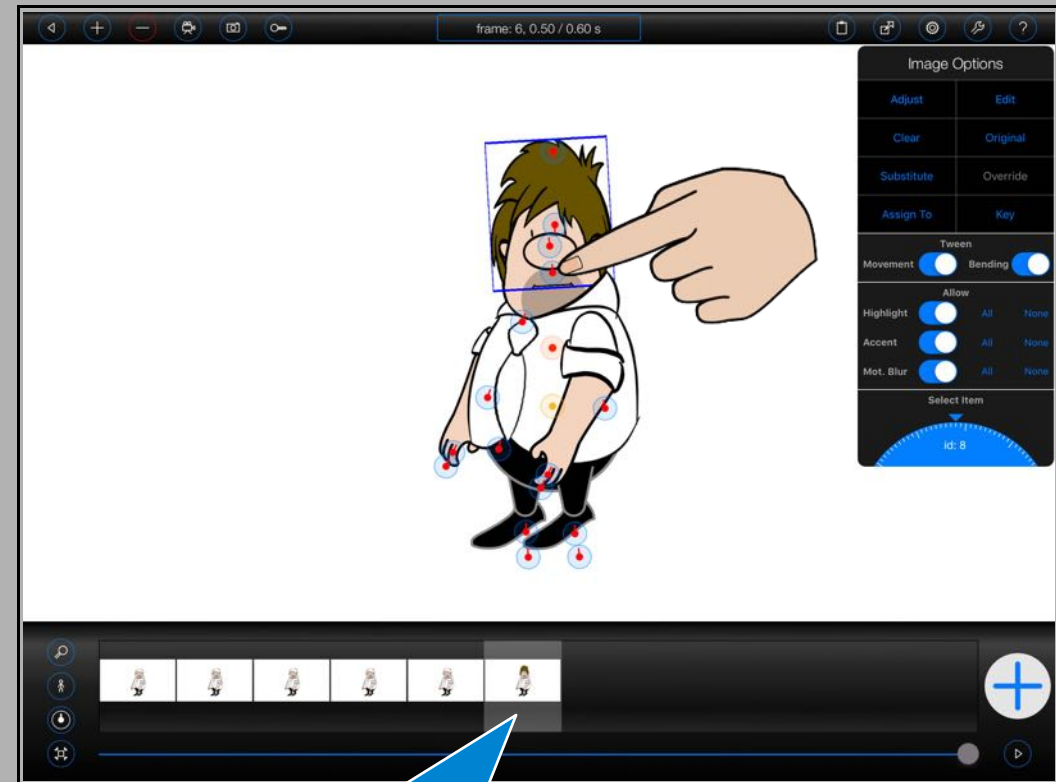 frame: 6, 0.50 / 0.60 s
?
Image Options
Adjust Edit
Clear Original
Substitute Override
Assign To Key
Tween
Movement Bending
Allow
Highlight All None
Accent All None
Mot. Blur All None
Select Item
id: 8